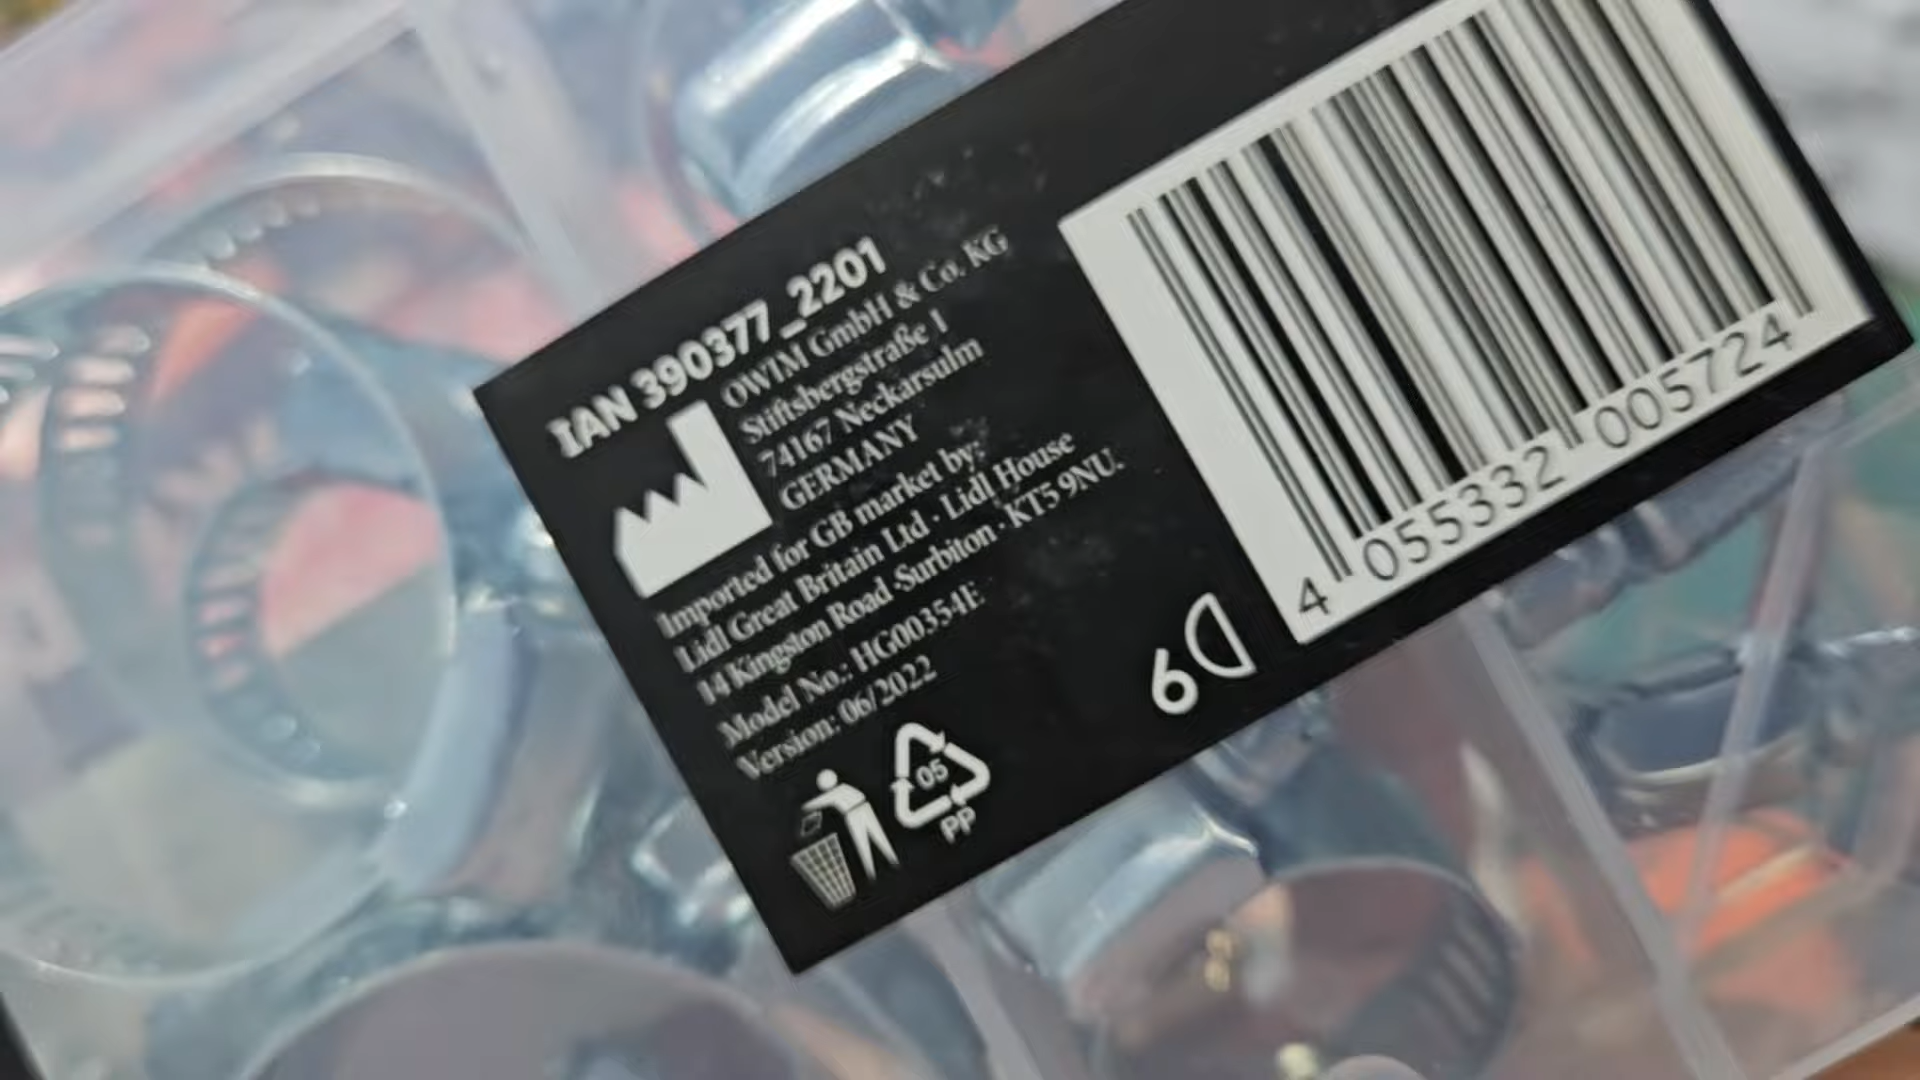 IAN 390377_2201
OWIM GmbH & Co. KG
Stiftsbergstraße 1
74167 Neckarsulm
GERMANY
Imported for GB market by:
Lidl Great Britain Ltd · Lidl House
14 Kingston Road ·Surbiton · KT5 9NU.
Model No.: HG00354E
Version: 06/2022
05
PP
6
4 055332 005724